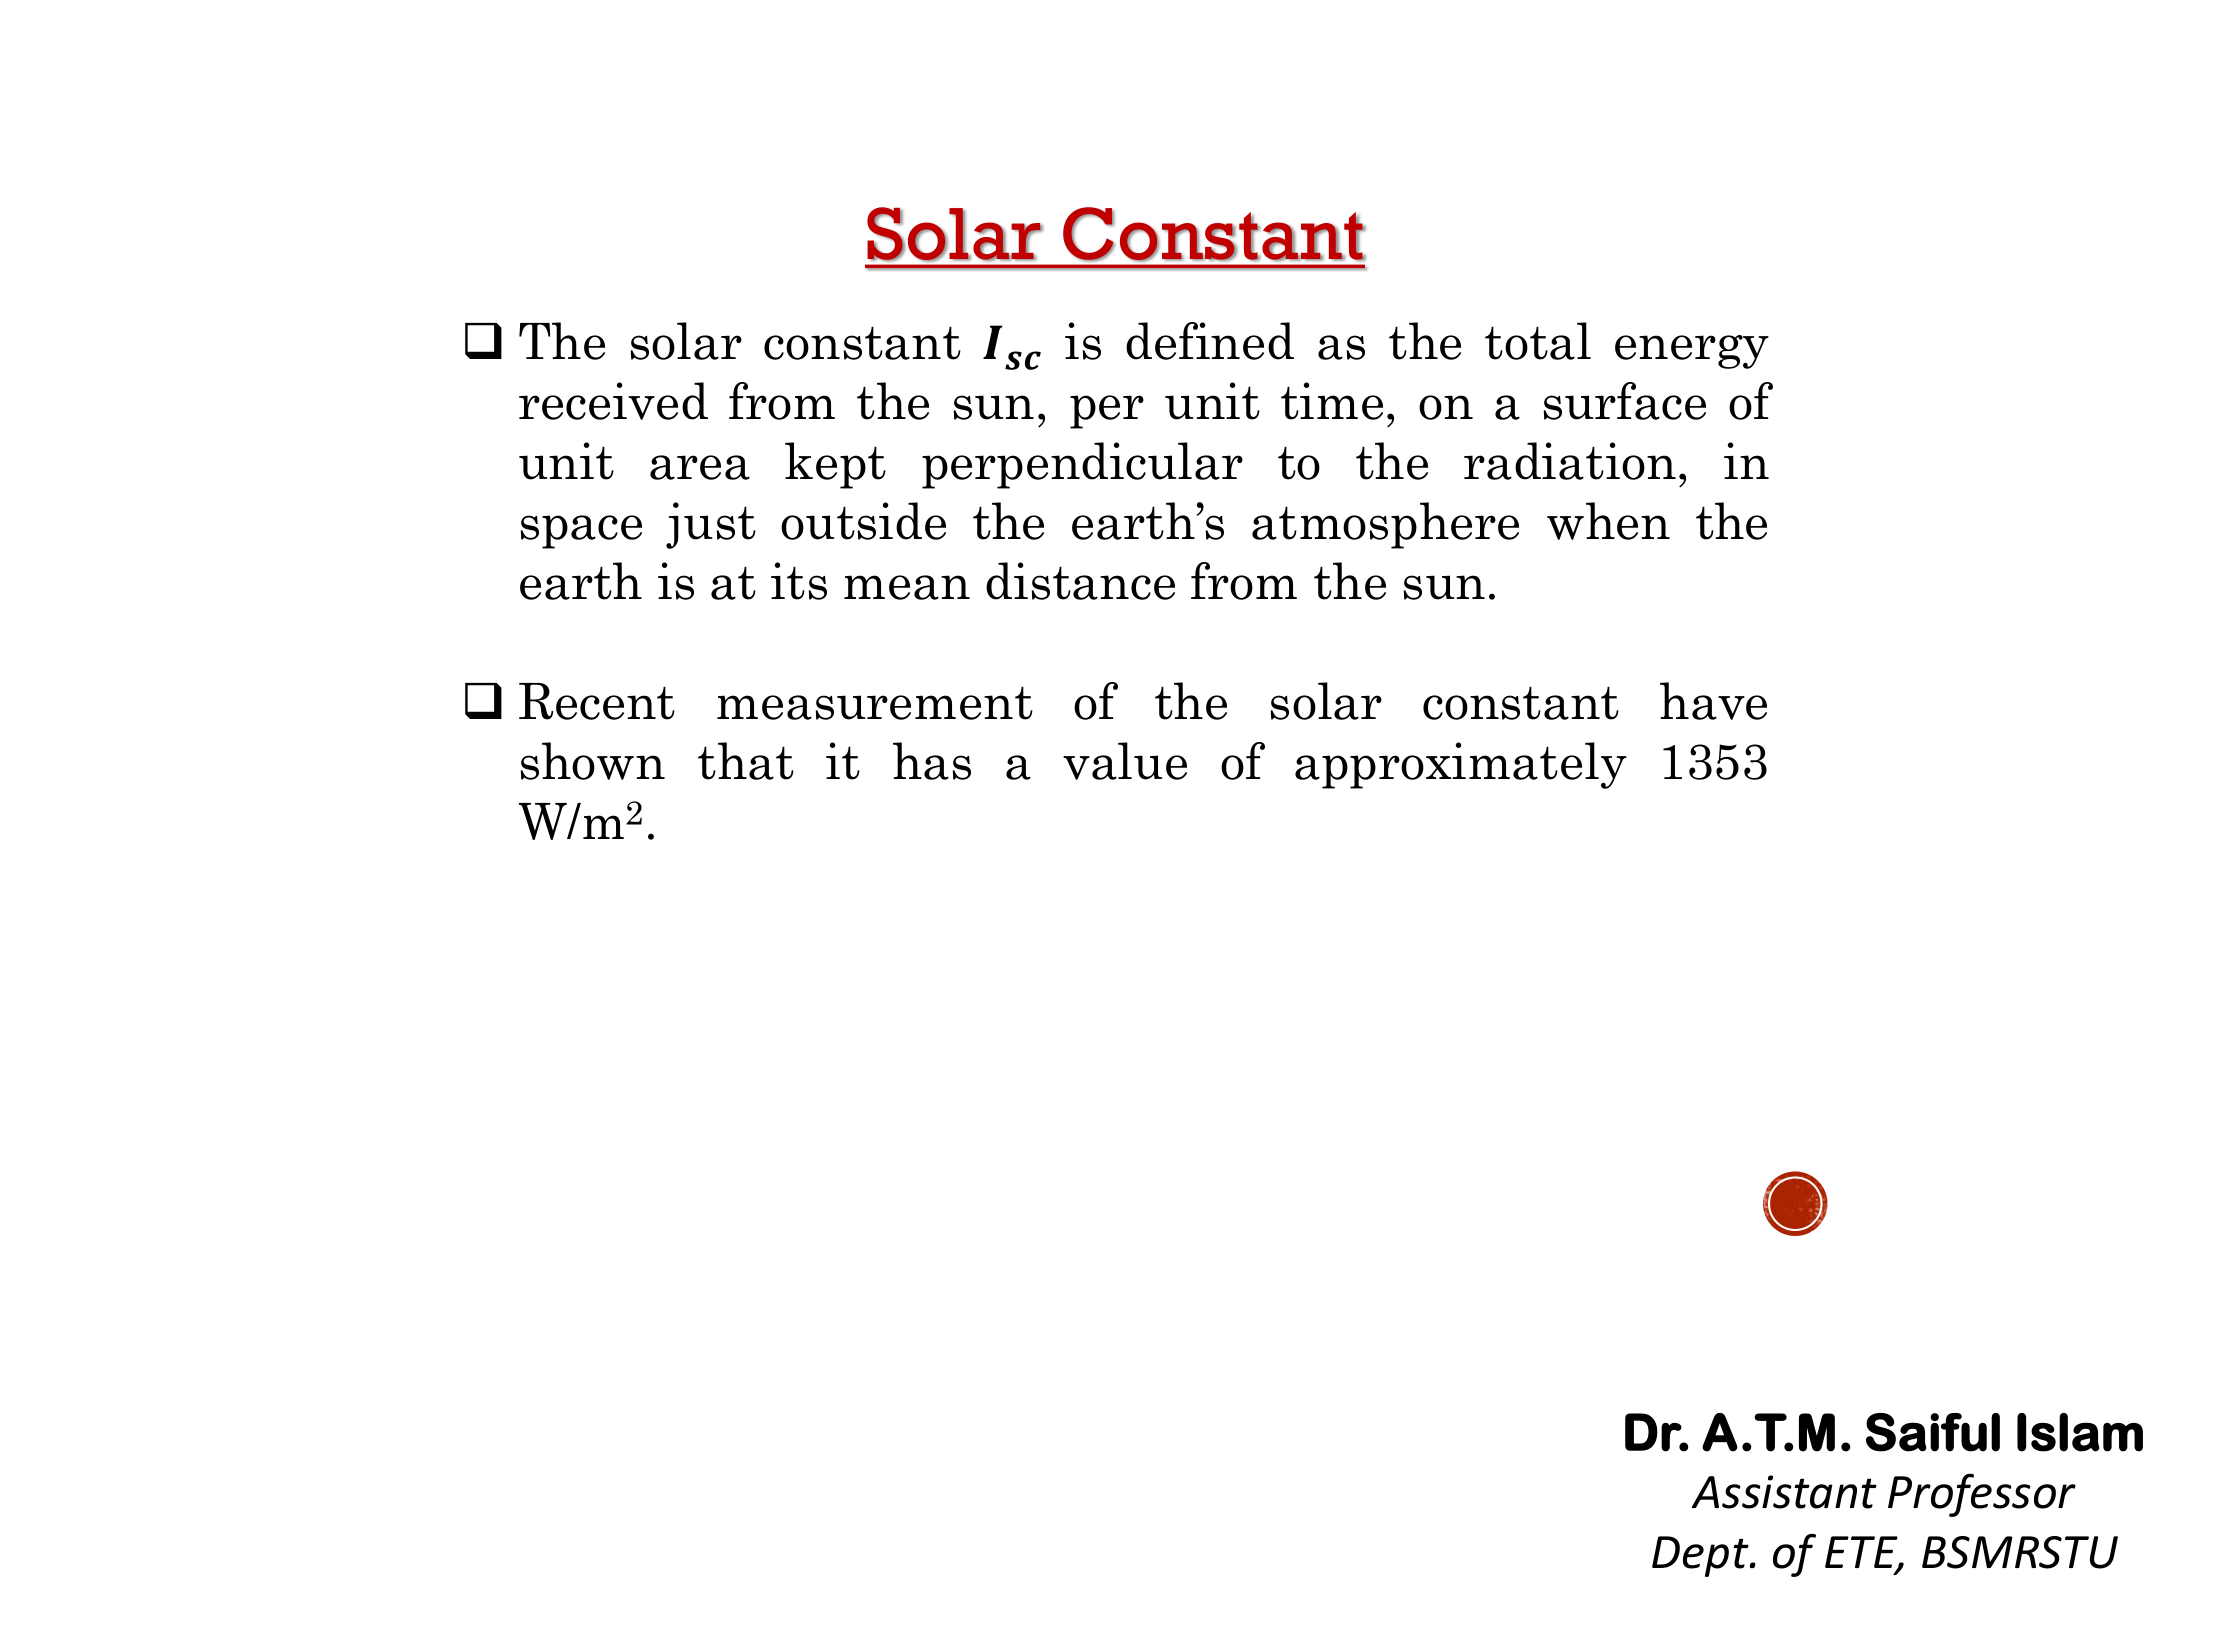 Solar Constant
❑ The solar constant I_sc is defined as the total energy
received from the sun, per unit time, on a surface of
unit area kept perpendicular to the radiation, in
space just outside the earth’s atmosphere when the
earth is at its mean distance from the sun.
❑ Recent measurement of the solar constant have
shown that it has a value of approximately 1353
W/m².
Dr. A.T.M. Saiful Islam
Assistant Professor
Dept. of ETE, BSMRSTU